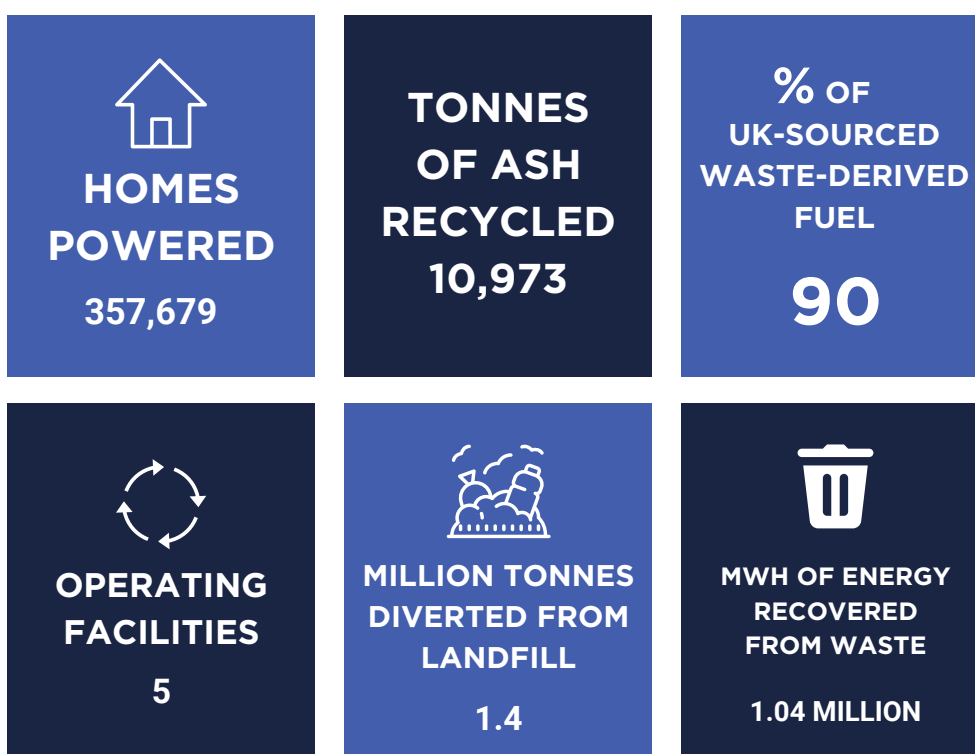 HOMES
POWERED
357,679
TONNES
OF ASH
RECYCLED
10,973
% OF
UK-SOURCED
WASTE-DERIVED
FUEL
90
OPERATING
FACILITIES
5
MILLION TONNES
DIVERTED FROM
LANDFILL
1.4
MWH OF ENERGY
RECOVERED
FROM WASTE
1.04 MILLION